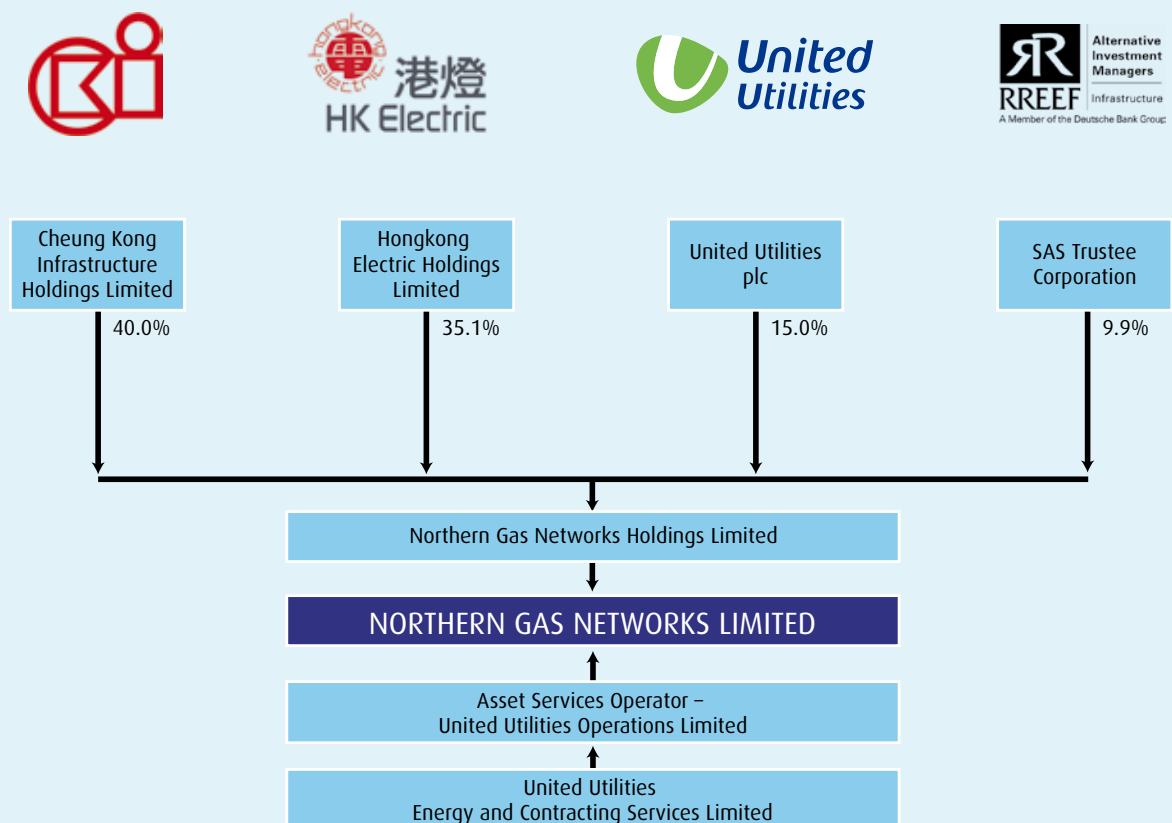 hongkong
electric
港燈
HK Electric
United
Utilities
RR
RREEF
Alternative
Investment
Managers
Infrastructure
A Member of the Deutsche Bank Group
Cheung Kong
Infrastructure
Holdings Limited
Hongkong
Electric Holdings
Limited
United Utilities
plc
SAS Trustee
Corporation
40.0%
35.1%
15.0%
9.9%
Northern Gas Networks Holdings Limited
NORTHERN GAS NETWORKS LIMITED
Asset Services Operator –
United Utilities Operations Limited
United Utilities
Energy and Contracting Services Limited